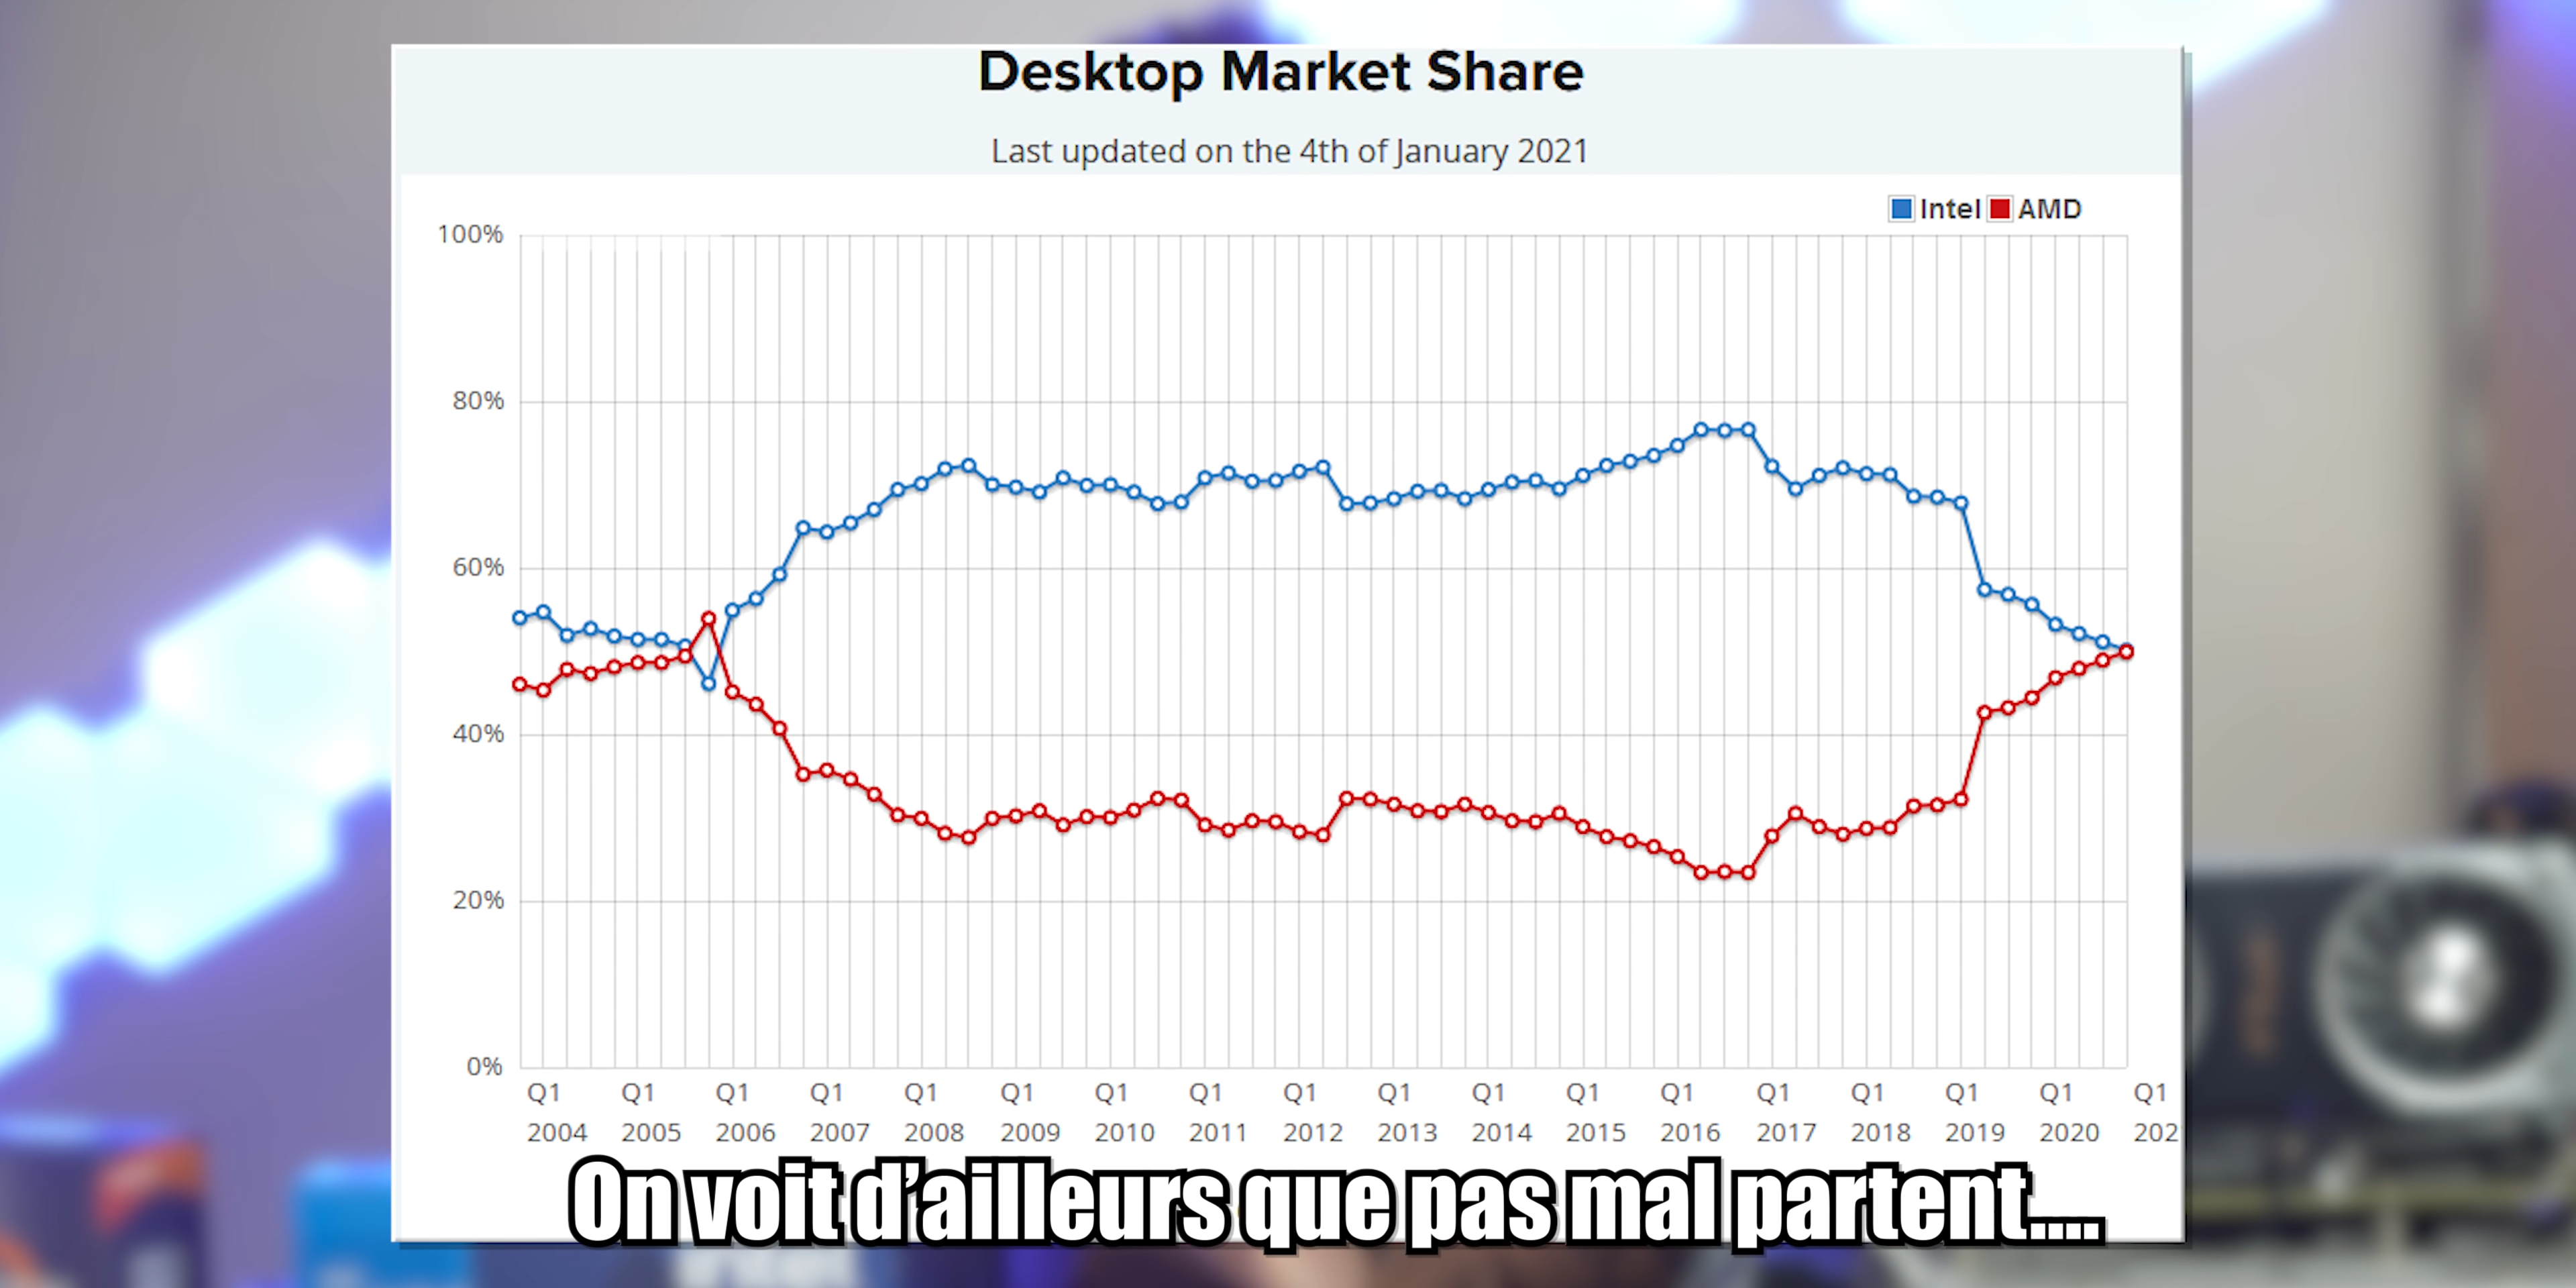 Desktop Market Share
Last updated on the 4th of January 2021
Intel AMD
100%
80%
60%
40%
20%
0%
Q1 Q1 Q1 Q1 Q1 Q1 Q1 Q1 Q1 Q1 Q1 Q1 Q1 Q1 Q1 Q1 Q1 Q1
2004 2005 2006 2007 2008 2009 2010 2011 2012 2013 2014 2015 2016 2017 2018 2019 2020 202
On voit d'ailleurs que pas mal partent....